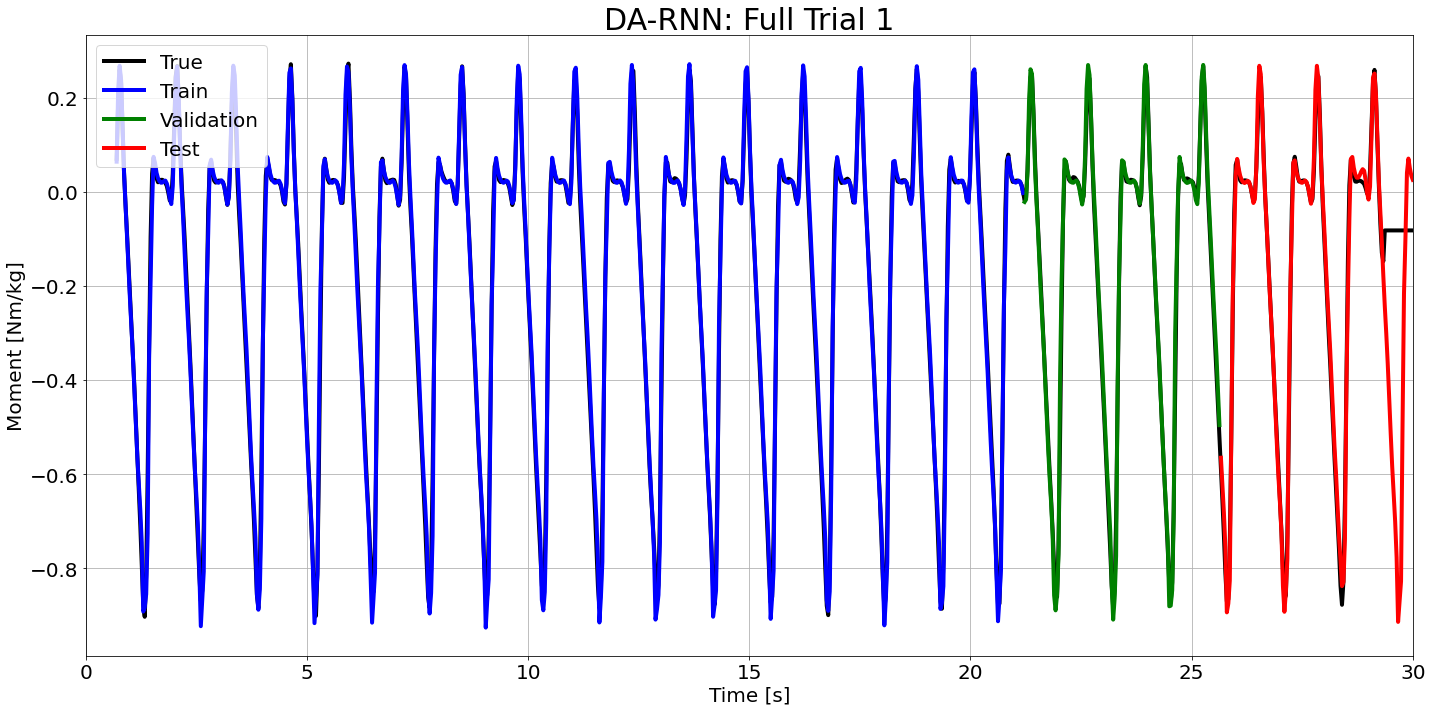 DA-RNN: Full Trial 1
True
Train
Validation
Test
0.2
0.0
−0.2
−0.4
−0.6
−0.8
Moment [Nm/kg]
0 5 10 15 20 25 30
Time [s]